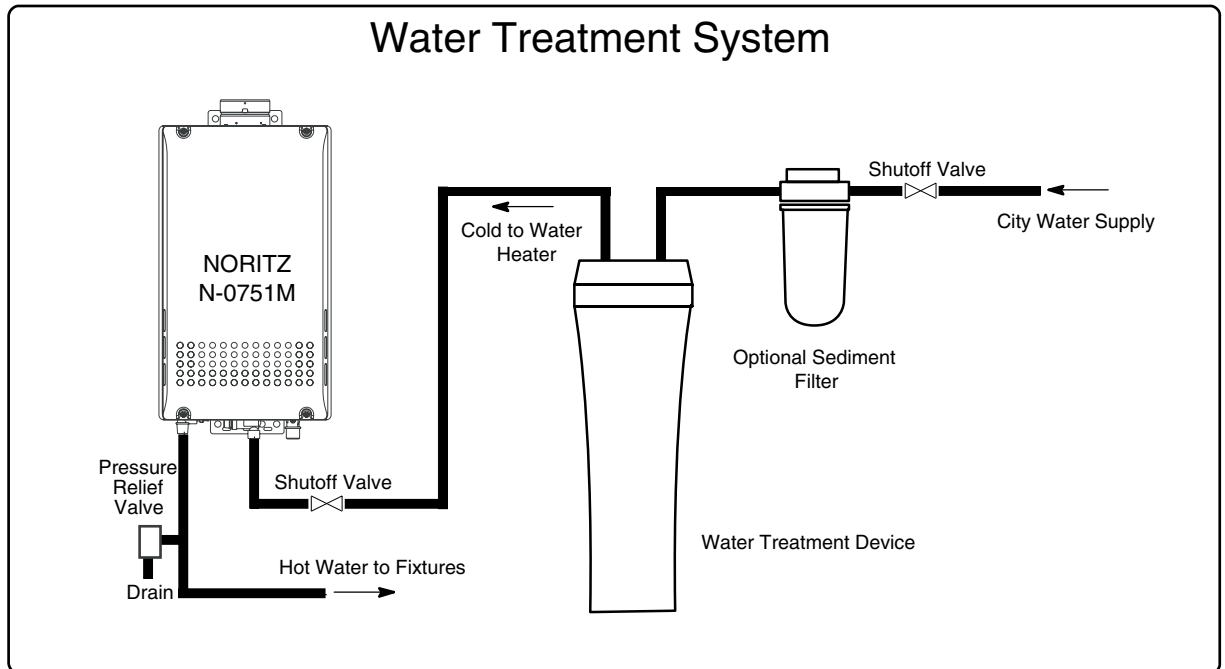 Water Treatment System
Shutoff Valve
City Water Supply
Cold to Water
Heater
NORITZ
N-0751M
Optional Sediment
Filter
Pressure
Relief
Valve
Shutoff Valve
Water Treatment Device
Hot Water to Fixtures
Drain